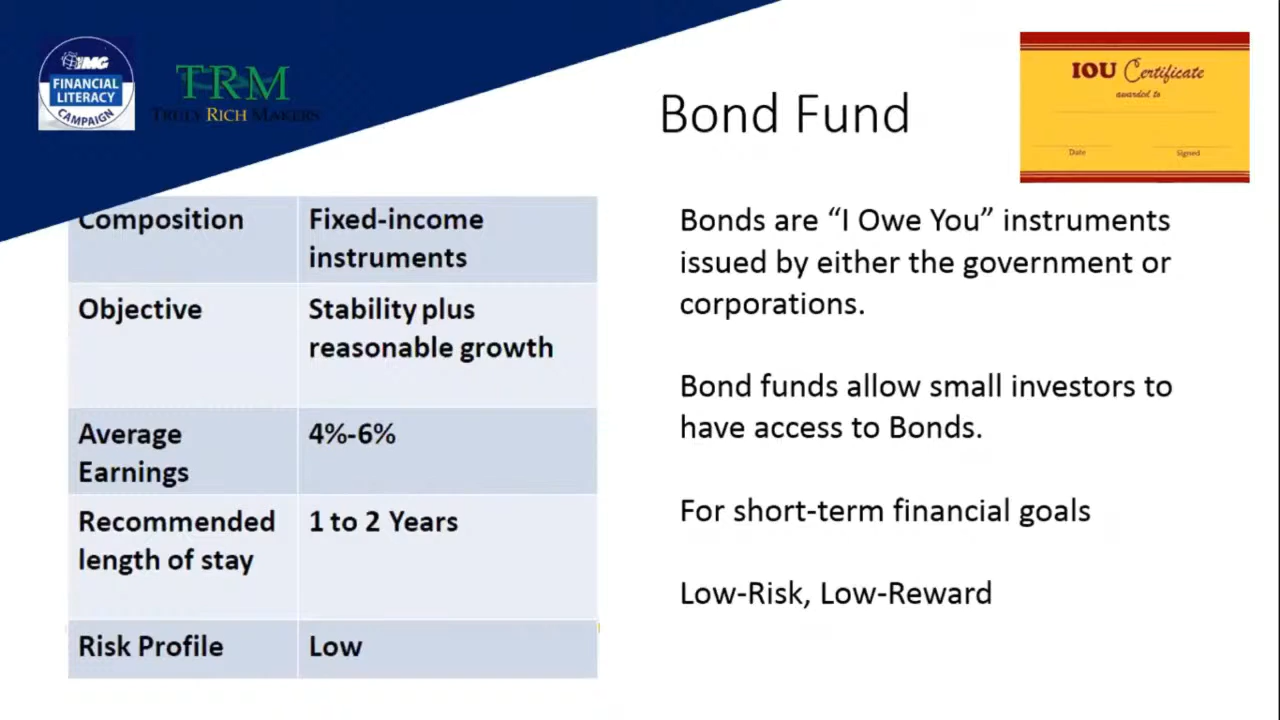 IMG
FINANCIAL
LITERACY
CAMPAIGN
TRM
TRULY RICH MAKERS
Bond Fund
IOU Certificate
awarded to
Date
Signed
Composition
Fixed-income
instruments
Objective
Stability plus
reasonable growth
Average
Earnings
4%-6%
Recommended
length of stay
1 to 2 Years
Risk Profile
Low
Bonds are “I Owe You” instruments
issued by either the government or
corporations.
Bond funds allow small investors to
have access to Bonds.
For short-term financial goals
Low-Risk, Low-Reward